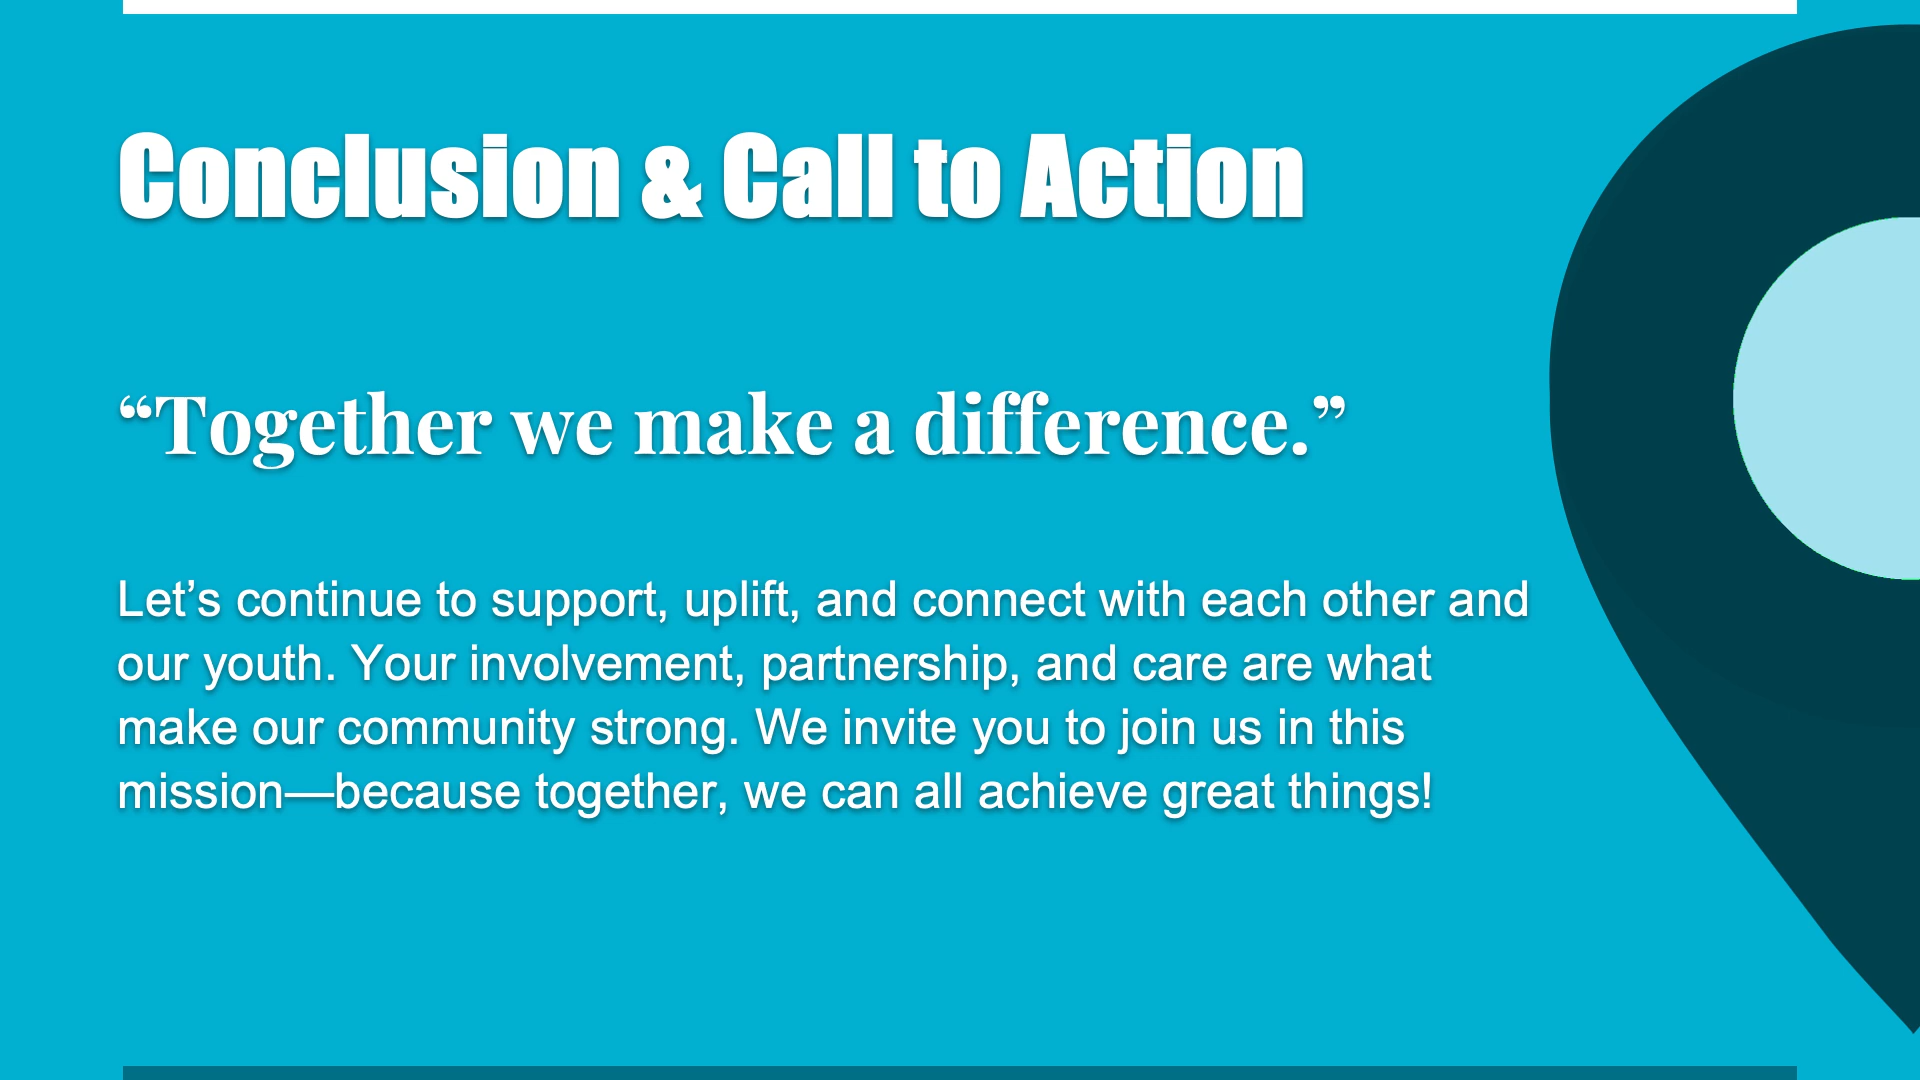 Conclusion & Call to Action
“Together we make a difference.”
Let’s continue to support, uplift, and connect with each other and
our youth. Your involvement, partnership, and care are what
make our community strong. We invite you to join us in this
mission—because together, we can all achieve great things!